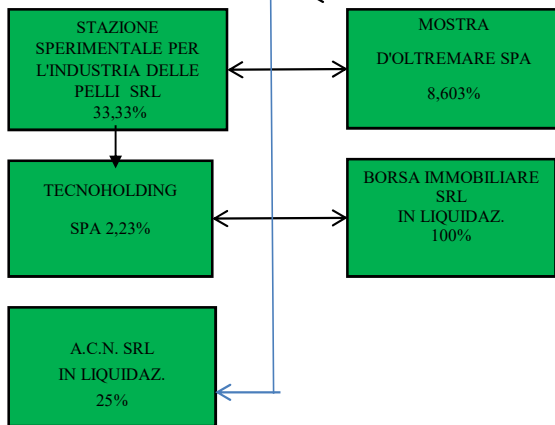 STAZIONE
SPERIMENTALE PER
L'INDUSTRIA DELLE
PELLI SRL
33,33%
MOSTRA
D'OLTREMARE SPA
8,603%
TECNOHOLDING
SPA 2,23%
BORSA IMMOBILIARE
SRL
IN LIQUIDAZ.
100%
A.C.N. SRL
IN LIQUIDAZ.
25%